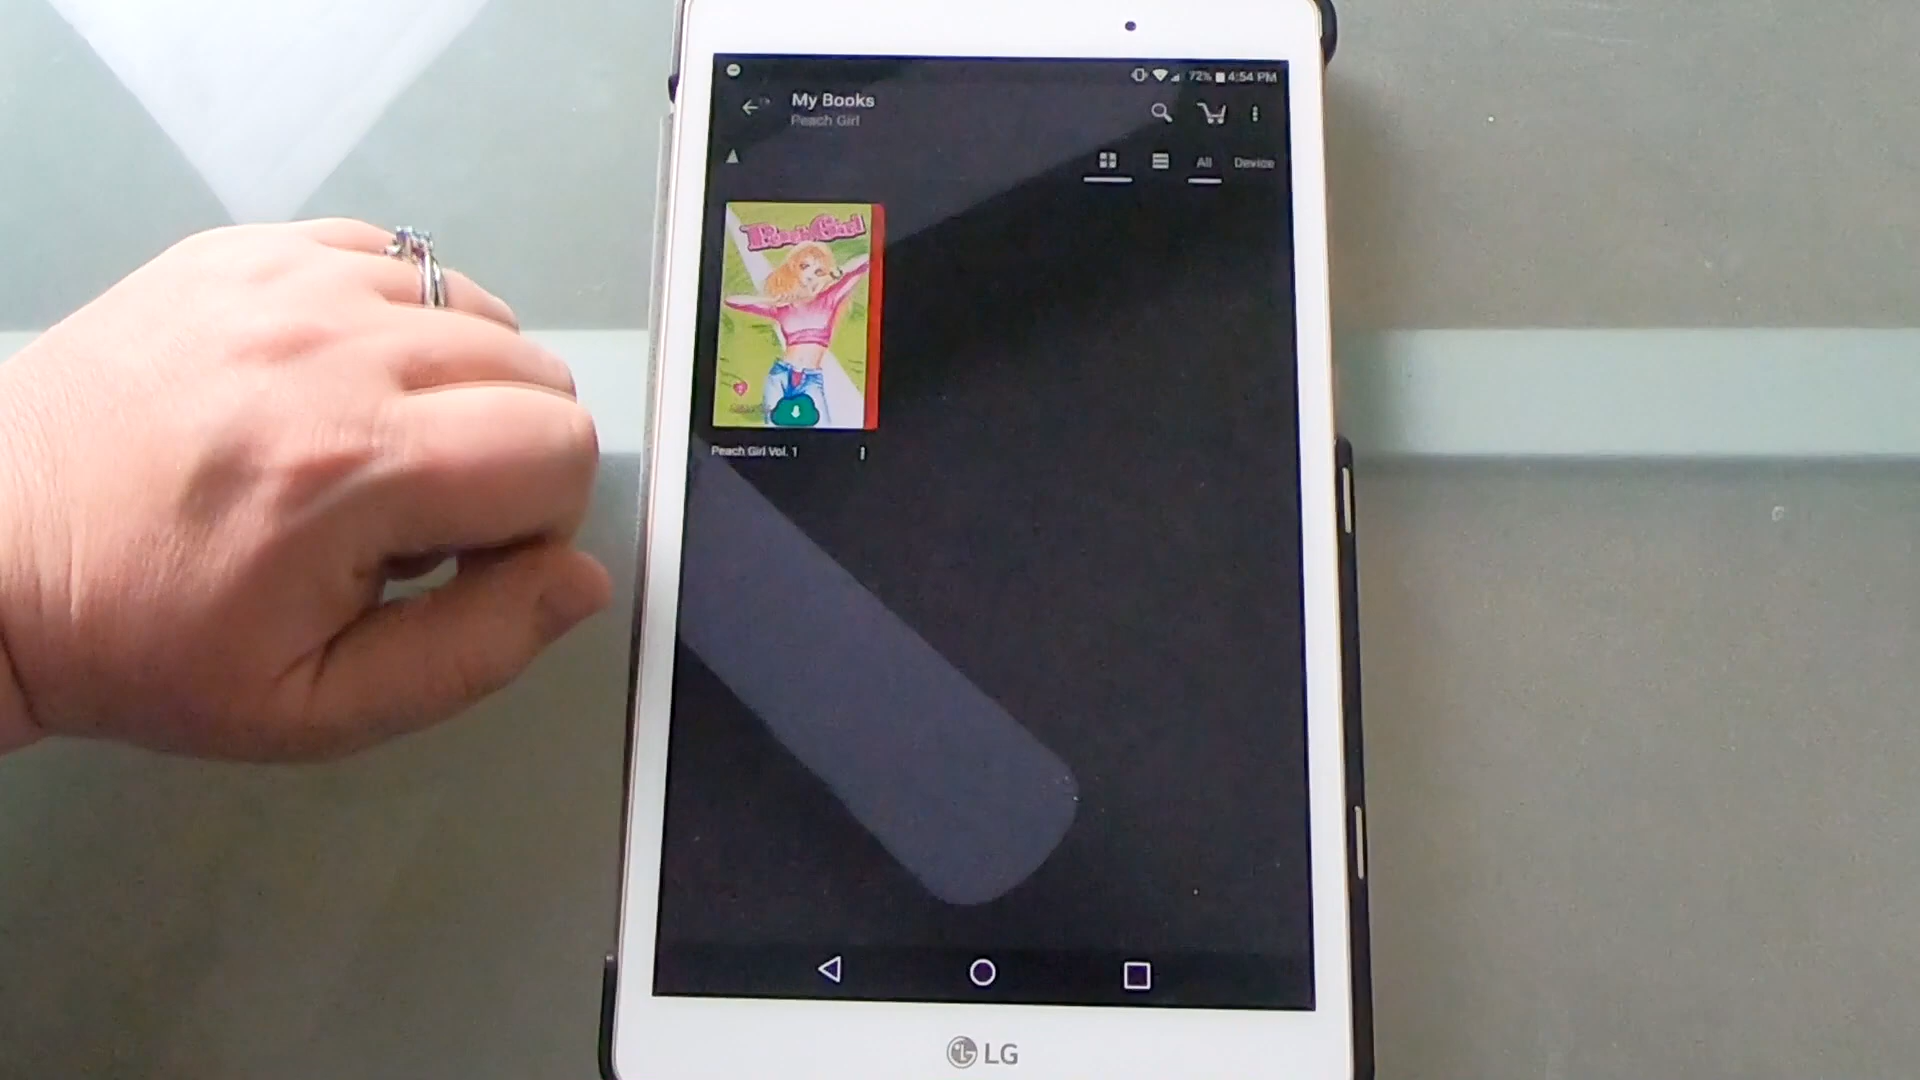 72% 4:54 PM
My Books
Peach Girl
All Device
Peach Girl
Peach Girl Vol. 1
LG